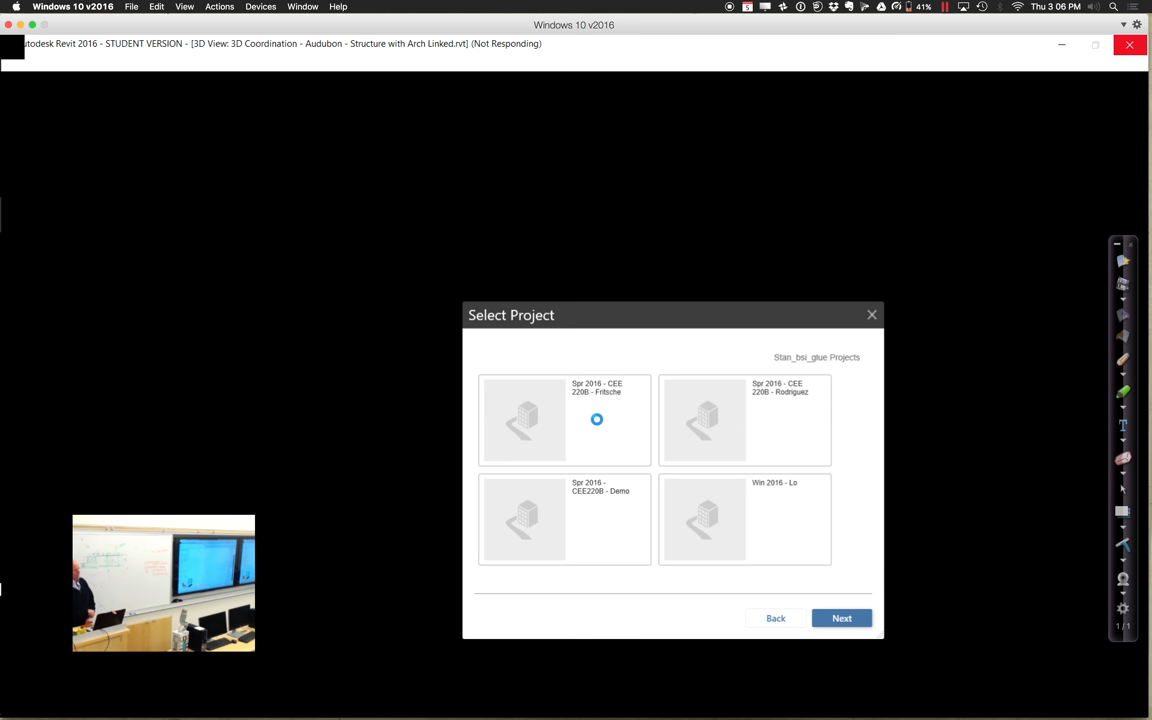 Windows 10 v2016 File Edit View Actions Devices Window Help 5 41% Thu 3 06 PM
Windows 10 v2016
utodesk Revit 2016 - STUDENT VERSION - [3D View: 3D Coordination - Audubon - Structure with Arch Linked.rvt] (Not Responding)
Select Project
Stan_bsi_glue Projects
Spr 2016 - CEE
220B - Fritsche
Spr 2016 - CEE
220B - Rodriguez
Spr 2016 -
CEE220B - Demo
Win 2016 - Lo
Back
Next
T
1 / 1